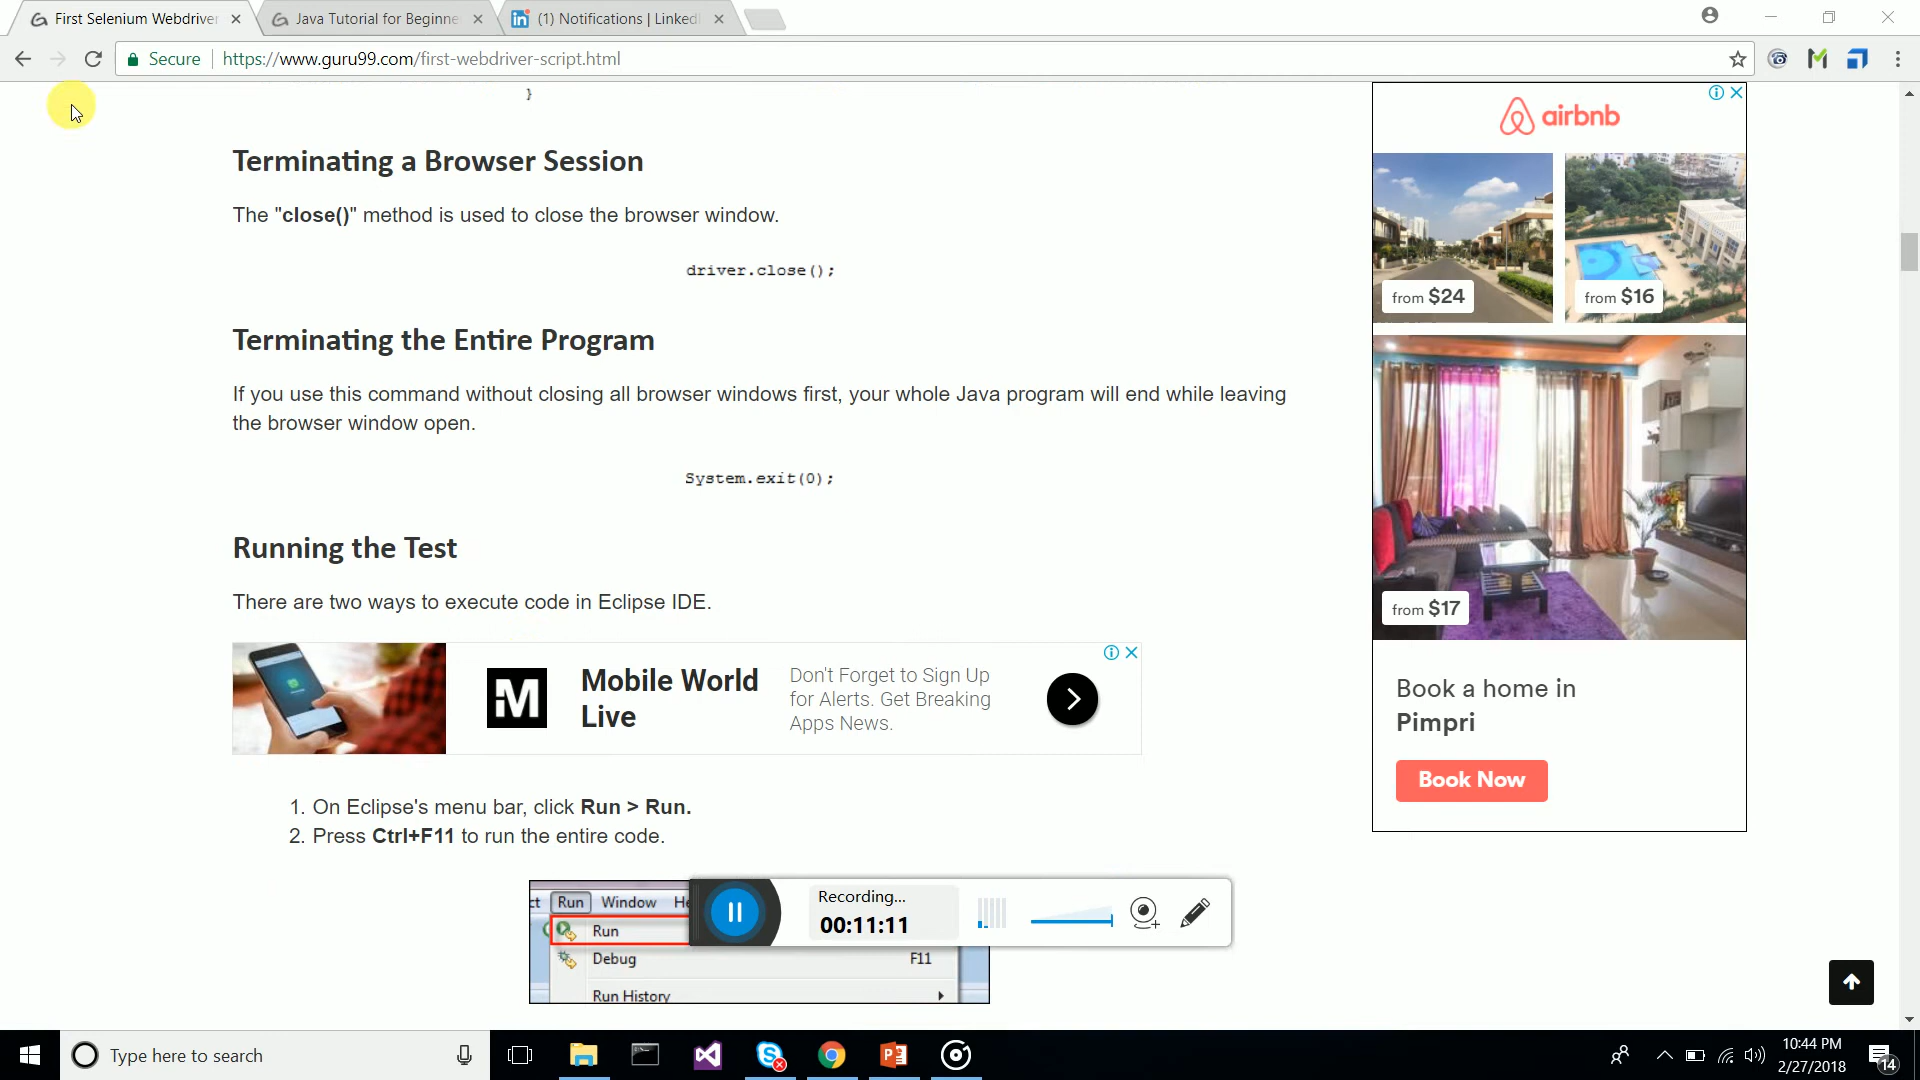 First Selenium Webdriver
Java Tutorial for Beginne
(1) Notifications | LinkedI
Secure
https://www.guru99.com/first-webdriver-script.html
}
Terminating a Browser Session
The "close()" method is used to close the browser window.
driver.close();
Terminating the Entire Program
If you use this command without closing all browser windows first, your whole Java program will end while leaving
the browser window open.
System.exit(0);
Running the Test
There are two ways to execute code in Eclipse IDE.
Mobile World
Live
Don't Forget to Sign Up
for Alerts. Get Breaking
Apps News.
1. On Eclipse's menu bar, click Run > Run.
2. Press Ctrl+F11 to run the entire code.
ct Run Window He
Run
Debug F11
Run History
Recording...
00:11:11
airbnb
from $24
from $16
from $17
Book a home in
Pimpri
Book Now
Type here to search
10:44 PM
2/27/2018
14